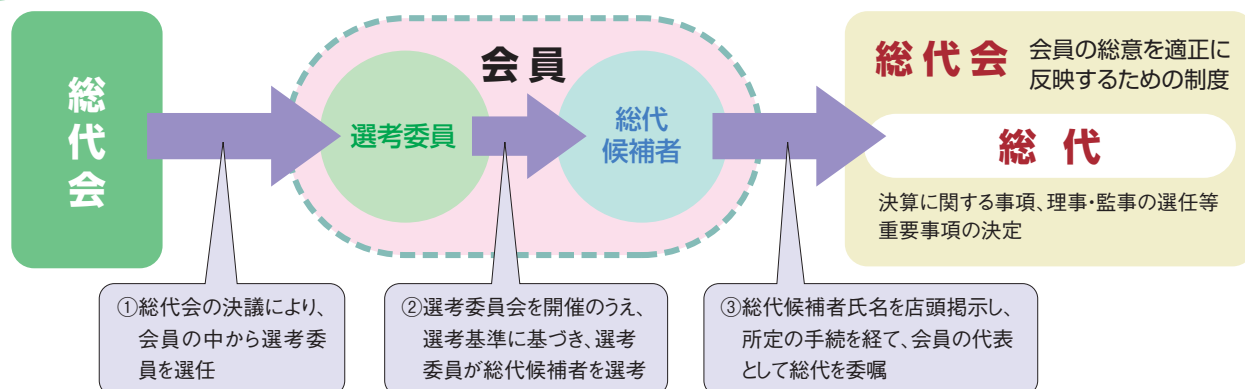 総代会
会員
選考委員
総代
候補者
総代会
会員の総意を適正に
反映するための制度
総代
決算に関する事項、理事・監事の選任等
重要事項の決定
①総代会の決議により、
会員の中から選考委
員を選任
②選考委員会を開催のうえ、
選考基準に基づき、選考
委員が総代候補者を選考
③総代候補者氏名を店頭掲示し、
所定の手続を経て、会員の代表
として総代を委嘱